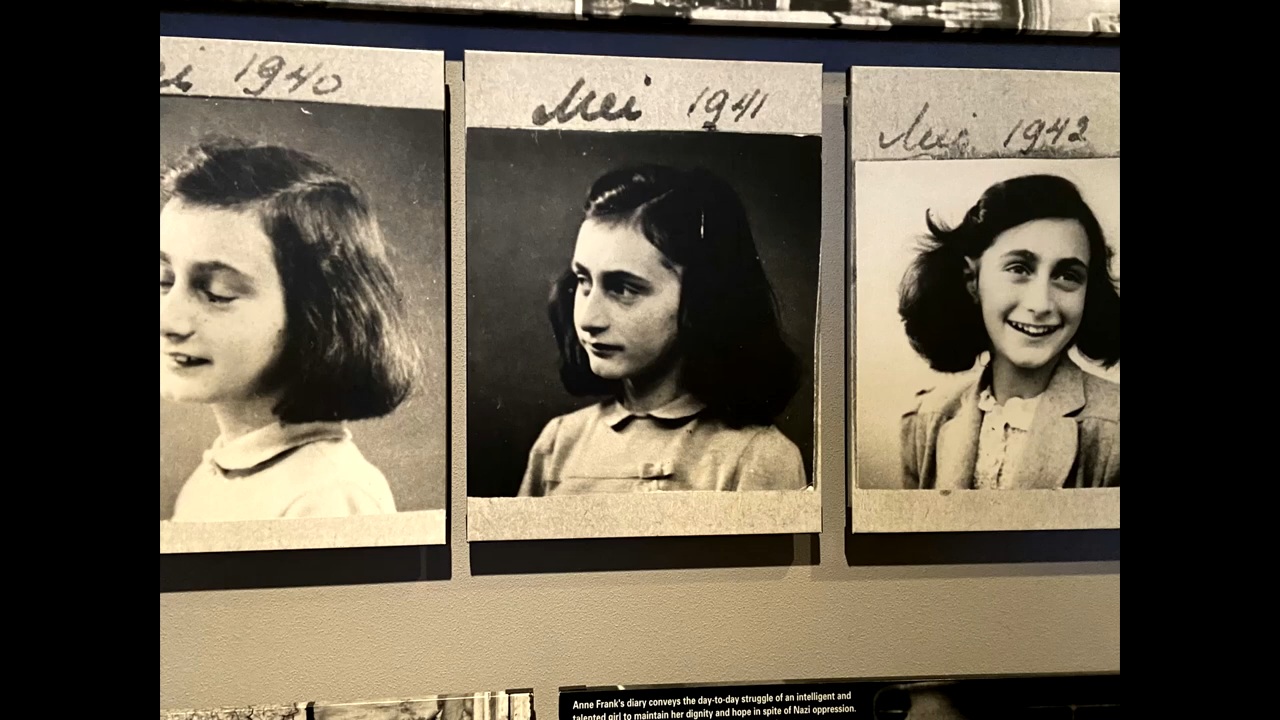 Mei 1940
Mei 1941
Mei 1942
Anne Frank's diary conveys the day-to-day struggle of an intelligent and
talented girl to maintain her dignity and hope in spite of Nazi oppression.